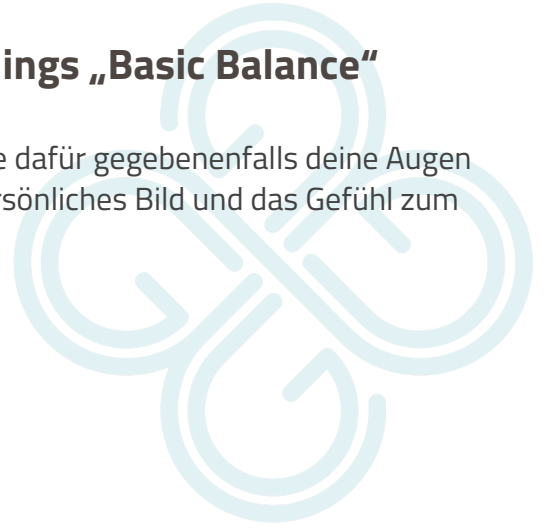 ings „Basic Balance“
e dafür gegebenenfalls deine Augen
rsönliches Bild und das Gefühl zum